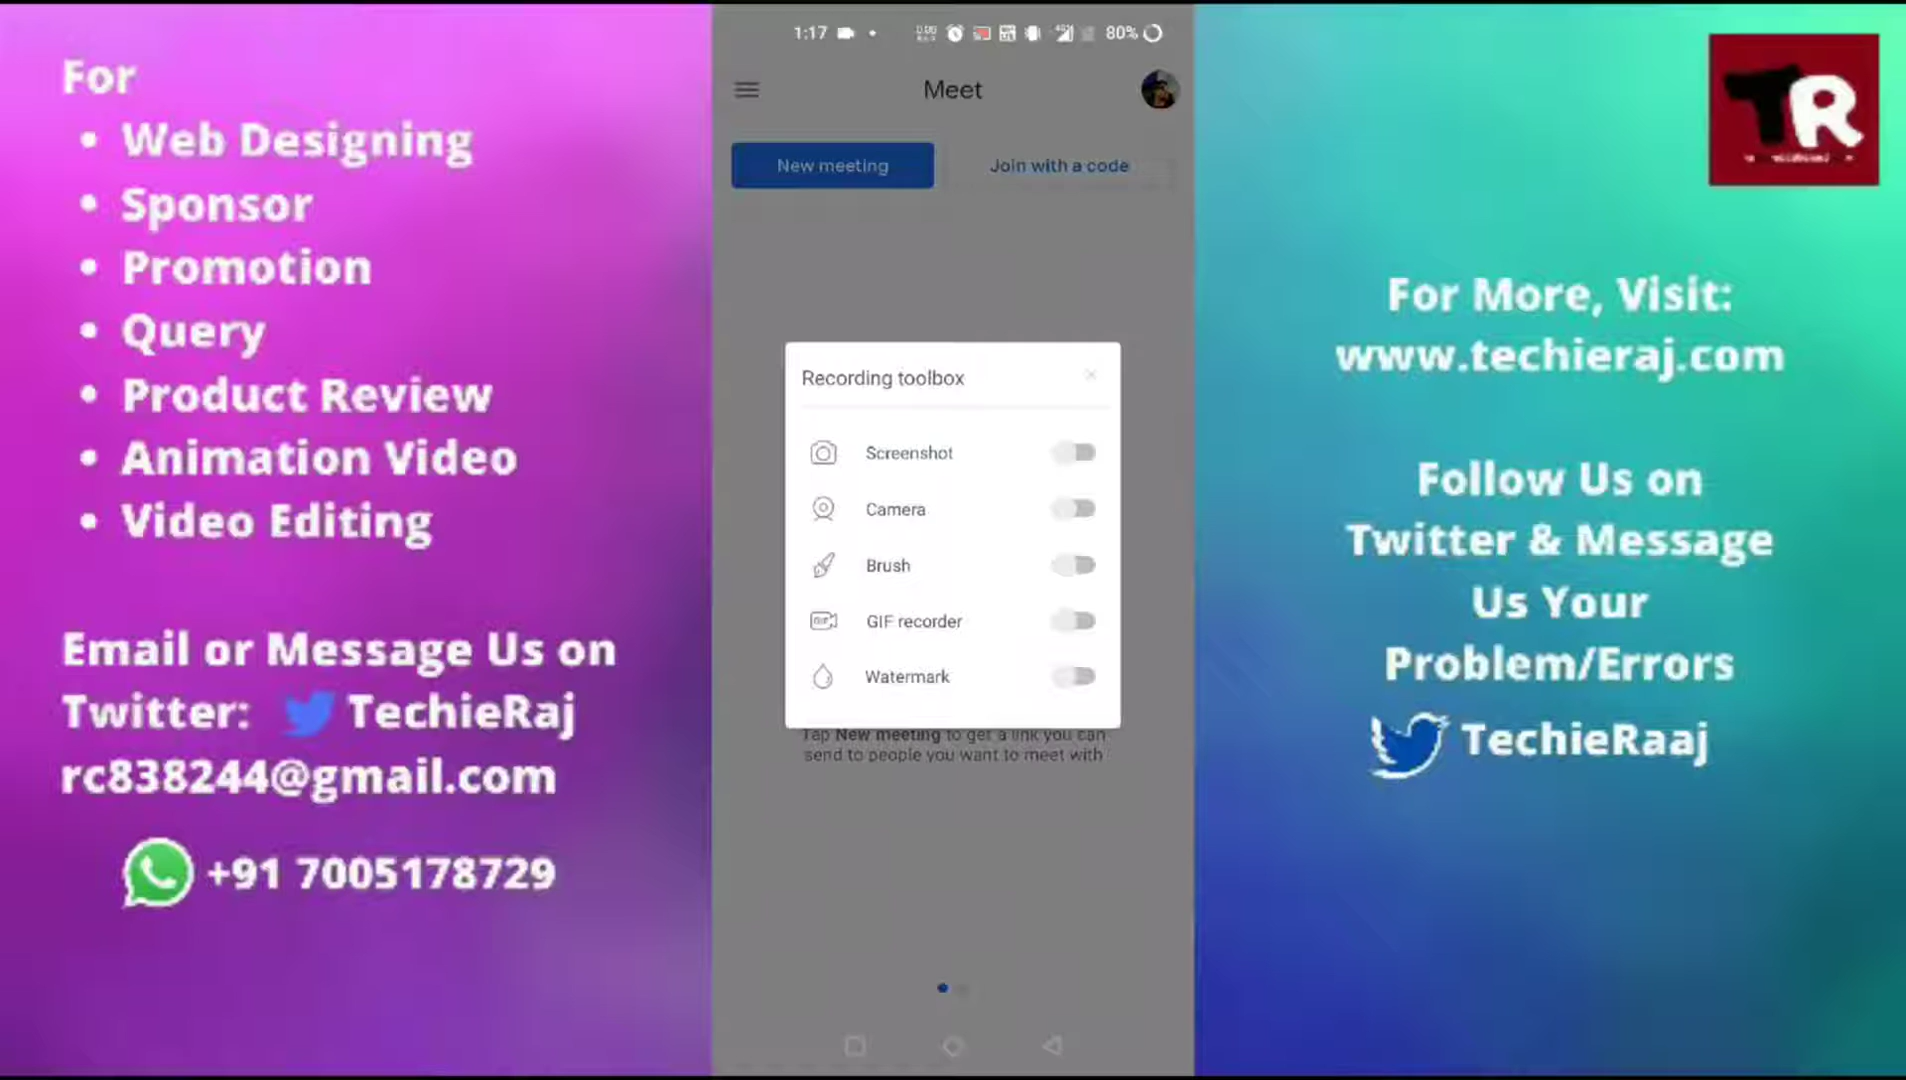 For
• Web Designing
• Sponsor
• Promotion
• Query
• Product Review
• Animation Video
• Video Editing
Email or Message Us on
Twitter: TechieRaj
rc838244@gmail.com
+91 7005178729
1:17
80%
Meet
New meeting
Join with a code
Recording toolbox
Screenshot
Camera
Brush
GIF recorder
Watermark
Tap New meeting to get a link you can
send to people you want to meet with
TR
For More, Visit:
www.techieraj.com
Follow Us on
Twitter & Message
Us Your
Problem/Errors
TechieRaaj